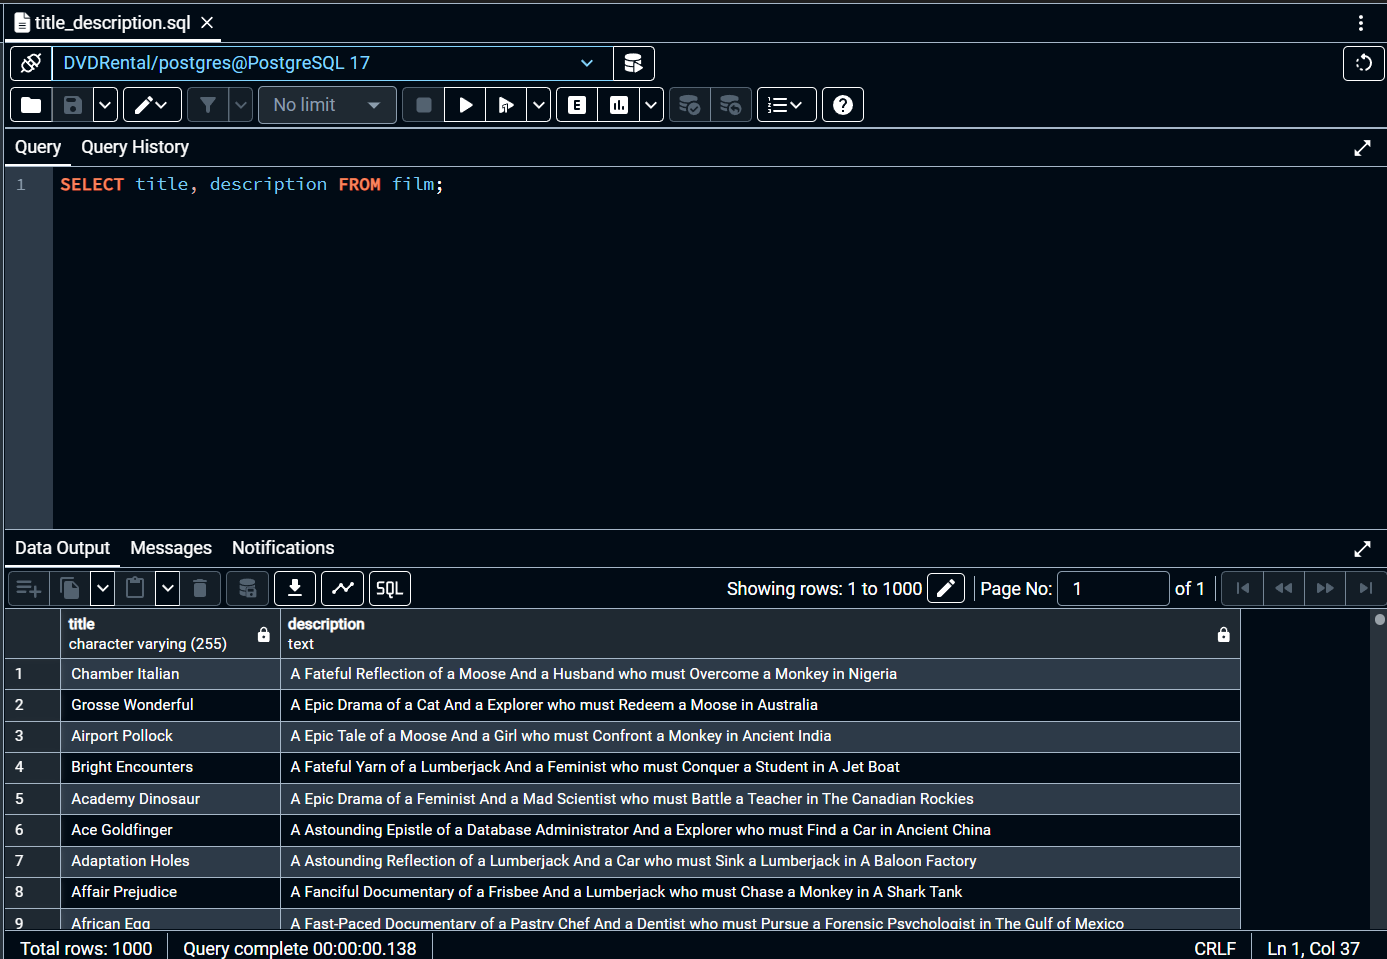 title_description.sql
DVDRental/postgres@PostgreSQL 17
No limit
E
Query Query History
1 SELECT title, description FROM film;
Data Output Messages Notifications
SQL Showing rows: 1 to 1000 Page No: 1 of 1
title description
character varying (255) text
1 Chamber Italian A Fateful Reflection of a Moose And a Husband who must Overcome a Monkey in Nigeria
2 Grosse Wonderful A Epic Drama of a Cat And a Explorer who must Redeem a Moose in Australia
3 Airport Pollock A Epic Tale of a Moose And a Girl who must Confront a Monkey in Ancient India
4 Bright Encounters A Fateful Yarn of a Lumberjack And a Feminist who must Conquer a Student in A Jet Boat
5 Academy Dinosaur A Epic Drama of a Feminist And a Mad Scientist who must Battle a Teacher in The Canadian Rockies
6 Ace Goldfinger A Astounding Epistle of a Database Administrator And a Explorer who must Find a Car in Ancient China
7 Adaptation Holes A Astounding Reflection of a Lumberjack And a Car who must Sink a Lumberjack in A Baloon Factory
8 Affair Prejudice A Fanciful Documentary of a Frisbee And a Lumberjack who must Chase a Monkey in A Shark Tank
9 African Egg A Fast-Paced Documentary of a Pastry Chef And a Dentist who must Pursue a Forensic Psychologist in The Gulf of Mexico
Total rows: 1000 Query complete 00:00:00.138 CRLF Ln 1, Col 37